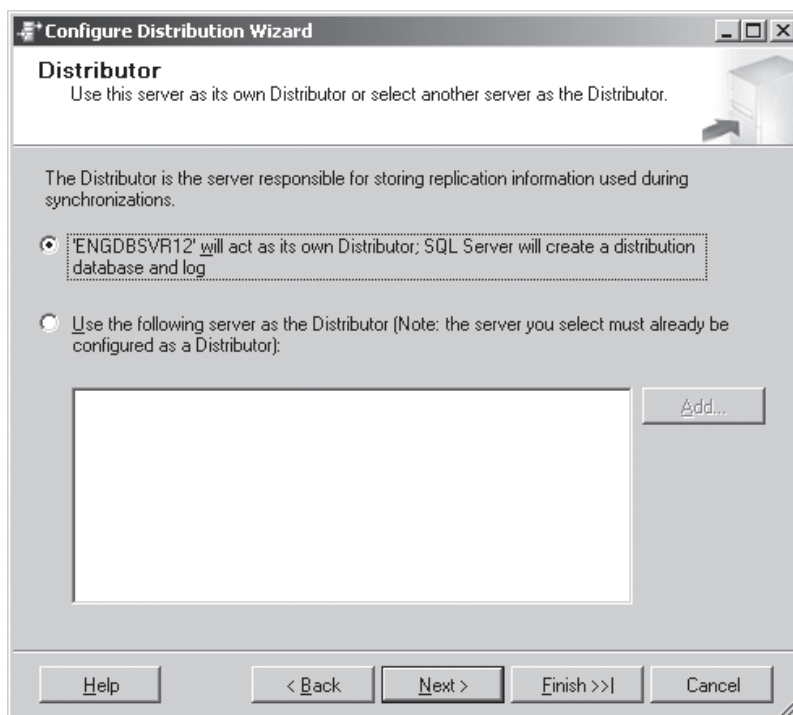 Configure Distribution Wizard
Distributor
Use this server as its own Distributor or select another server as the Distributor.
The Distributor is the server responsible for storing replication information used during
synchronizations.
'ENGDBSVR12' will act as its own Distributor; SQL Server will create a distribution
database and log
Use the following server as the Distributor (Note: the server you select must already be
configured as a Distributor):
Add...
Help
< Back
Next >
Finish >>|
Cancel